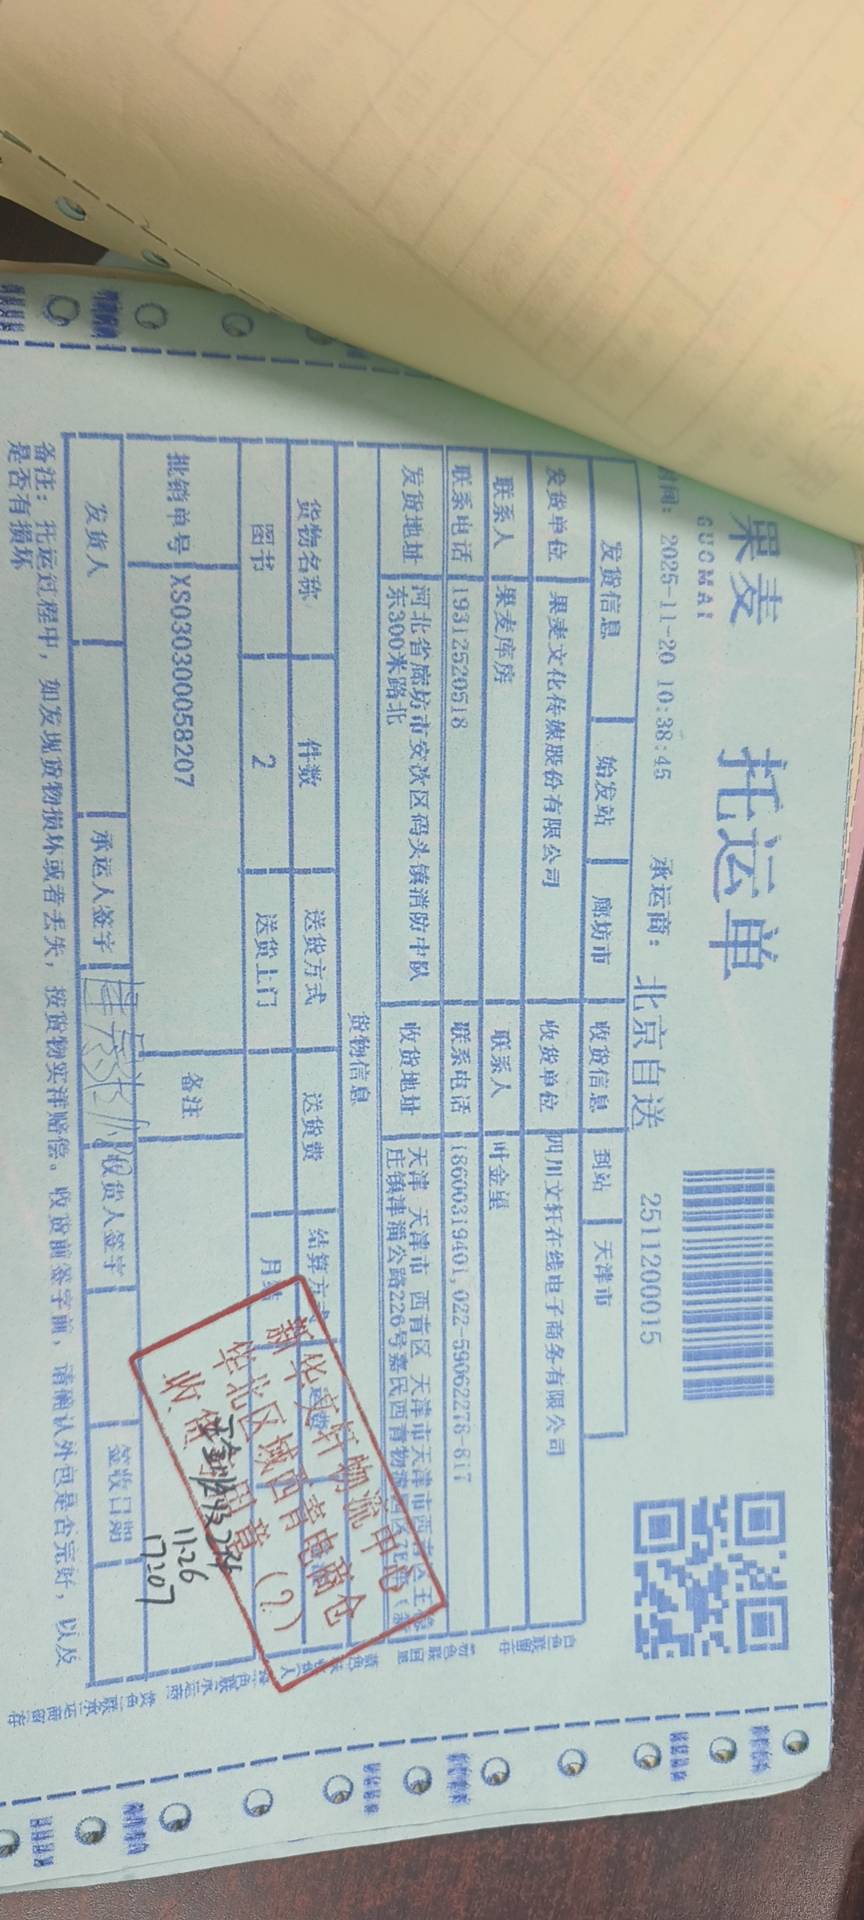 果麦
GUOMAI
托运单
时间: 2025-11-20 10:38:45 承运商: 北京自送 2511200015
发货信息 始发站 廊坊市 收货信息 到站 天津市
发货单位 果麦文化传媒股份有限公司 收货单位 四川文轩在线电子商务有限公司
联系人 果麦库房 联系人
联系电话 19312520518 联系电话 18600319401,022-59062278-817
发货地址 河北省廊坊市安次区码头镇消防中队 收货地址 天津 天津市 西青区 天津市天津市西青区王
东300米路北 庄镇津涌公路226号嘉民西青物流
货物信息
货物名称 件数 送货方式 送货费 结算方式
图书 2 送货上门 月结
批销单号 XS030300058207 备注
发货人 承运人签字 收货人签字 签收日期
新华文轩物流中心
华北区域西青电商仓
收货专用章（2）
11.26
17:07
备注: 托运过程中，如发现货物损坏或者丢失，按货物实洋赔偿。收货前签字前，请确认外包是否完好，以及
是否有损坏